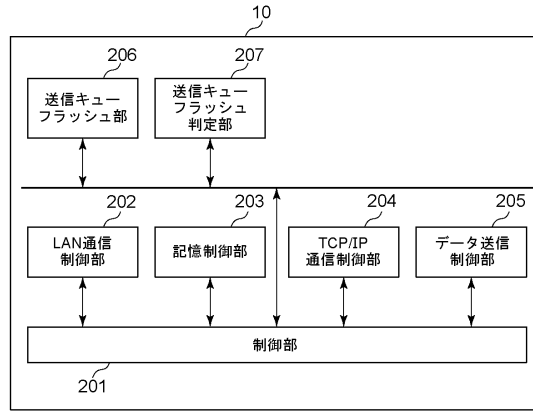 10
206
207
送信キュー
フラッシュ部
送信キュー
フラッシュ
判定部
202
203
204
205
LAN通信
制御部
記憶制御部
TCP/IP
通信制御部
データ送信
制御部
制御部
201